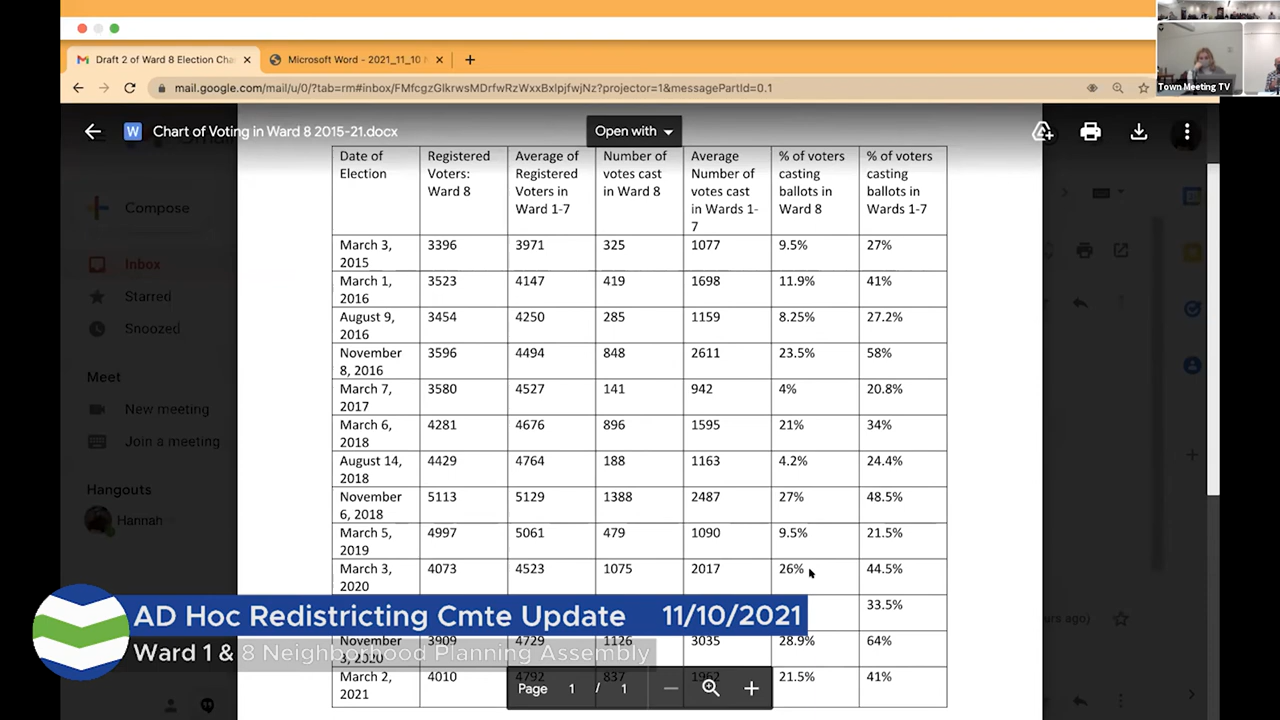 Draft 2 of Ward 8 Election Cha
Microsoft Word - 2021_11_10
mail.google.com/mail/u/0/?tab=rm#inbox/FMfcgzGlkrwsMDrfwRzWxxBxlpjfwjNz?projector=1&messagePartId=0.1
Town Meeting TV
W Chart of Voting in Ward 8 2015-21.docx
Open with
Compose
Inbox
Starred
Snoozed
Meet
New meeting
Join a meeting
Hangouts
Hannah
Date of Election
Registered Voters: Ward 8
Average of Registered Voters in Ward 1-7
Number of votes cast in Ward 8
Average Number of votes cast in Wards 1-7
% of voters casting ballots in Ward 8
% of voters casting ballots in Wards 1-7
March 3, 2015 3396 3971 325 1077 9.5% 27%
March 1, 2016 3523 4147 419 1698 11.9% 41%
August 9, 2016 3454 4250 285 1159 8.25% 27.2%
November 8, 2016 3596 4494 848 2611 23.5% 58%
March 7, 2017 3580 4527 141 942 4% 20.8%
March 6, 2018 4281 4676 896 1595 21% 34%
August 14, 2018 4429 4764 188 1163 4.2% 24.4%
November 6, 2018 5113 5129 1388 2487 27% 48.5%
March 5, 2019 4997 5061 479 1090 9.5% 21.5%
March 3, 2020 4073 4523 1075 2017 26% 44.5%
33.5%
November 3, 2020 3909 4729 1126 3035 28.9% 64%
March 2, 2021 4010 4792 837 1962 21.5% 41%
AD Hoc Redistricting Cmte Update 11/10/2021
Ward 1 & 8 Neighborhood Planning Assembly
Page 1 / 1